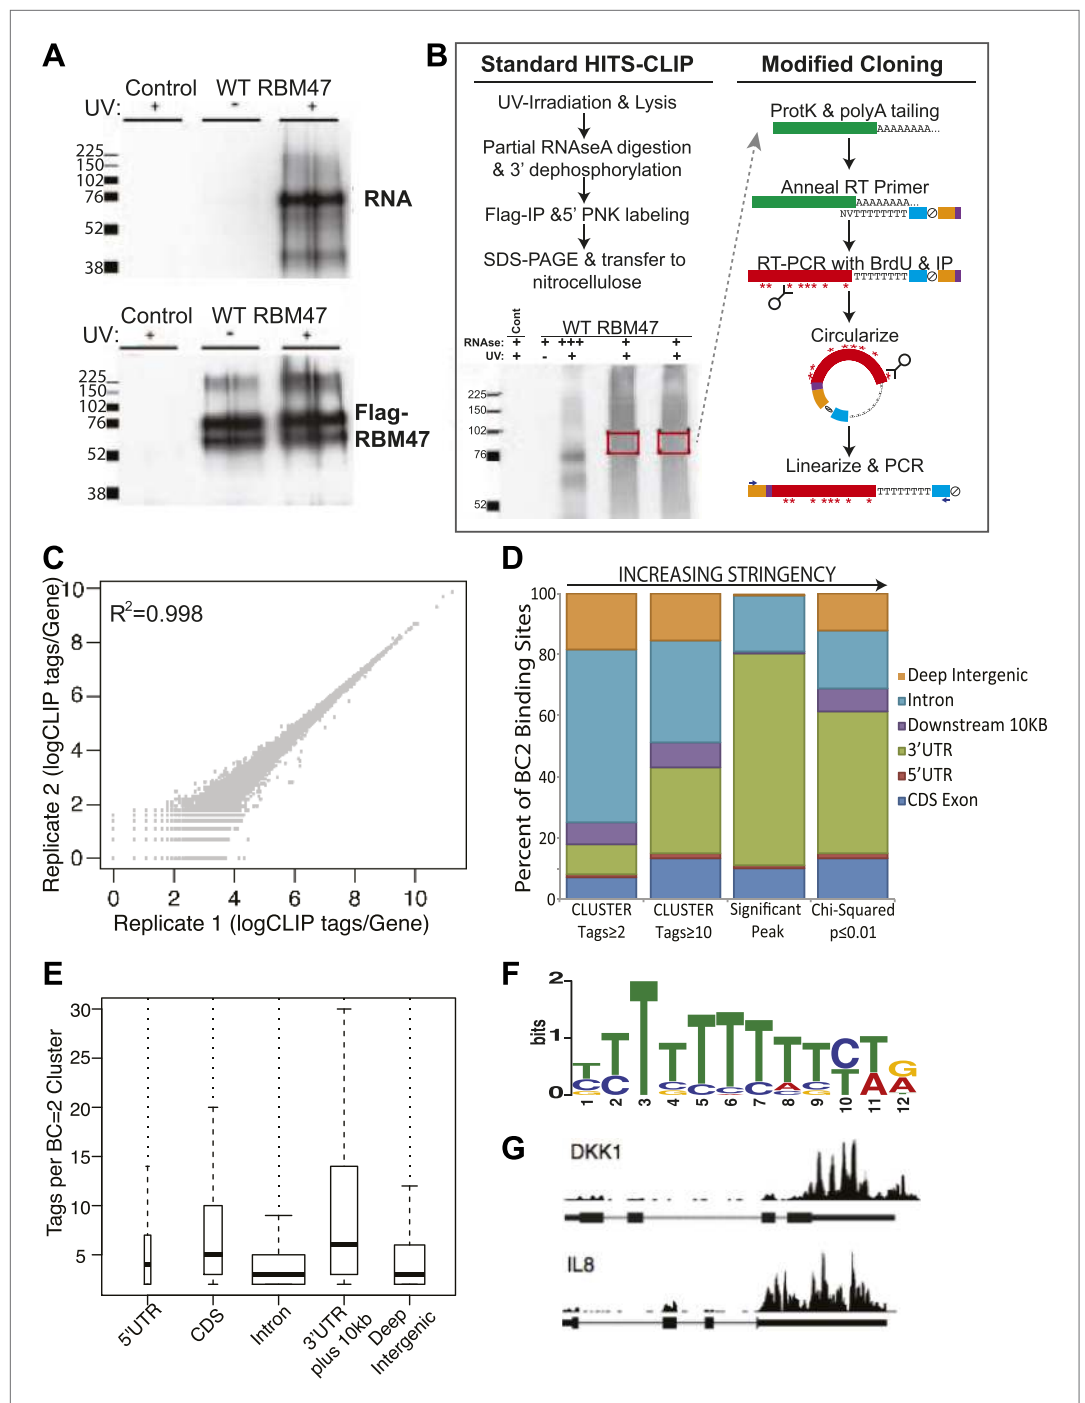 A
Control WT RBM47
UV: + - +
225
150
102
76
52
38
RNA
Control WT RBM47
UV: + - +
225
150
102
76
52
38
Flag-
RBM47
B
Standard HITS-CLIP
UV-Irradiation & Lysis
Partial RNAseA digestion
& 3' dephosphorylation
Flag-IP &5' PNK labeling
SDS-PAGE & transfer to
nitrocellulose
Cont
WT RBM47
RNAse: + + +++ + +
UV: + - + + +
225
150
102
76
52
Modified Cloning
ProtK & polyA tailing
AAAAAAAA...
Anneal RT Primer
AAAAAAAA...
NVTTTTTTTT
RT-PCR with BrdU & IP
TTTTTTTT
Circularize
Linearize & PCR
TTTTTTTT
C
R2=0.998
Replicate 2 (logCLIP tags/Gene)
10
8
6
4
2
0
0 2 4 6 8 10
Replicate 1 (logCLIP tags/Gene)
D
INCREASING STRINGENCY
Percent of BC2 Binding Sites
100
80
60
40
20
0
CLUSTER
Tags≥2
CLUSTER
Tags≥10
Significant
Peak
Chi-Squared
p≤0.01
Deep Intergenic
Intron
Downstream 10KB
3'UTR
5'UTR
CDS Exon
E
Tags per BC=2 Cluster
30
25
20
15
10
5
5'UTR
CDS
Intron
3'UTR
plus 10kb
Deep
Intergenic
F
bits
2
1
0
1 2 3 4 5 6 7 8 9 10 11 12
G
DKK1
IL8